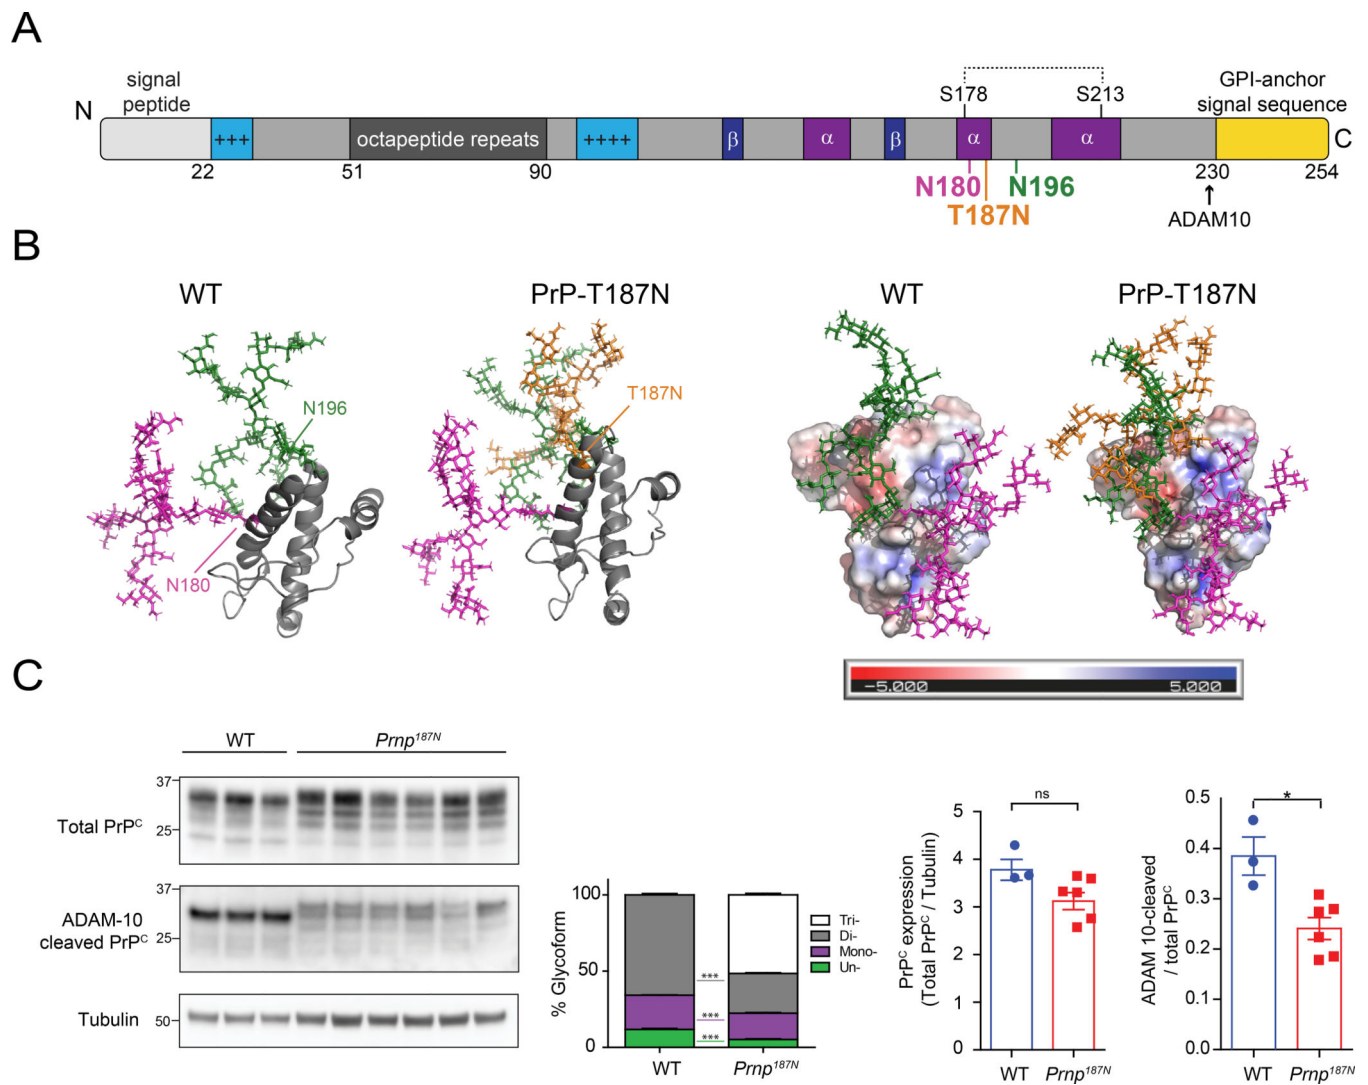 A
signal
peptide
N
+++
octapeptide repeats
++++
β
α
β
α
α
S178
S213
GPI-anchor
signal sequence
C
22
51
90
230
254
N180
N196
T187N
ADAM10
B
WT
PrP-T187N
WT
PrP-T187N
N196
N180
T187N
-5.000
5.000
C
WT
Prnp187N
37
Total PrPC
25
37
ADAM-10
cleaved PrPC
25
Tubulin
50
% Glycoform
100
50
0
***
***
***
WT
Prnp187N
Tri-
Di-
Mono-
Un-
PrPC expression
(Total PrPC / Tubulin)
5
4
3
2
1
0
ns
WT
Prnp187N
ADAM 10-cleaved
/ total PrPC
0.5
0.4
0.3
0.2
0.1
0.0
*
WT
Prnp187N